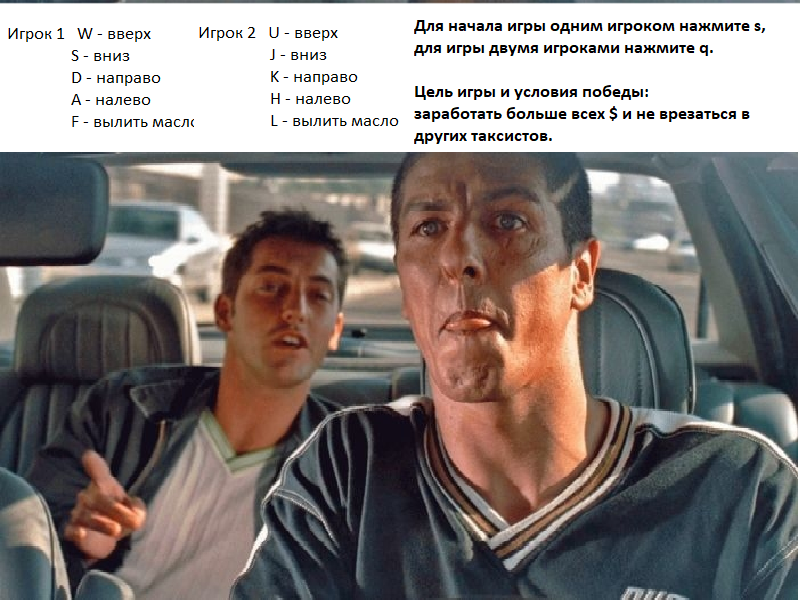 Игрок 1 W - вверх
S - вниз
D - направо
A - налево
F - вылить масло
Игрок 2 U - вверх
J - вниз
K - направо
H - налево
L - вылить масло
Для начала игры одним игроком нажмите s,
для игры двумя игроками нажмите q.
Цель игры и условия победы:
заработать больше всех $ и не врезаться в
других таксистов.